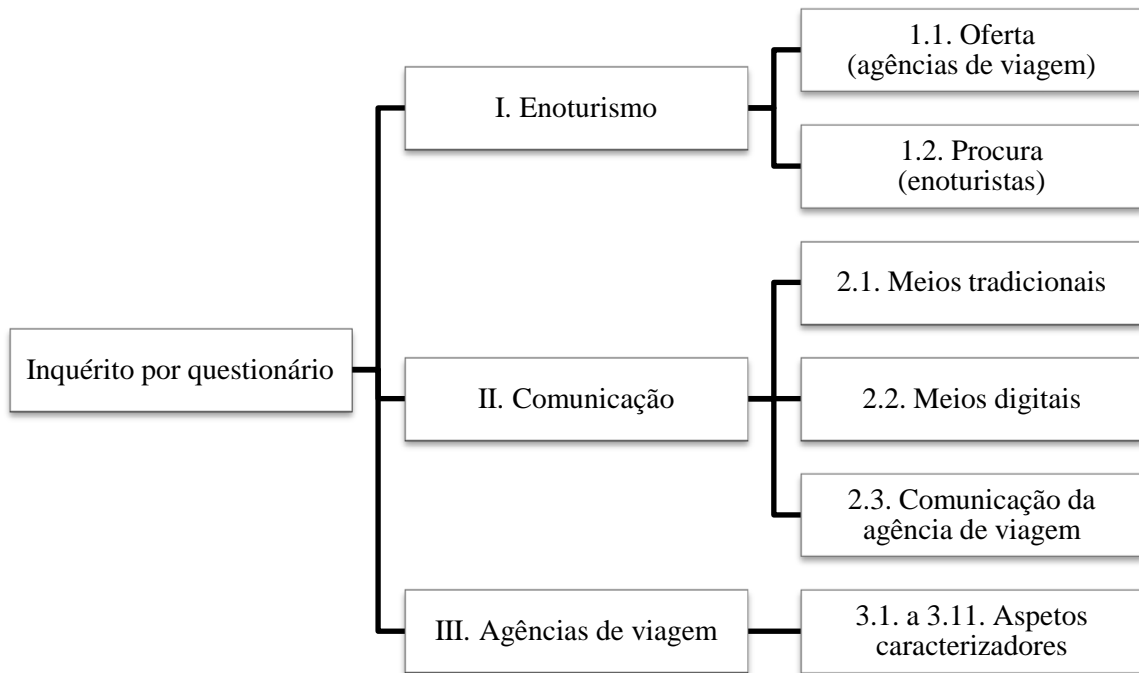 Inquérito por questionário
I. Enoturismo
1.1. Oferta
(agências de viagem)
1.2. Procura
(enoturistas)
II. Comunicação
2.1. Meios tradicionais
2.2. Meios digitais
2.3. Comunicação da
agência de viagem
III. Agências de viagem
3.1. a 3.11. Aspetos
caracterizadores